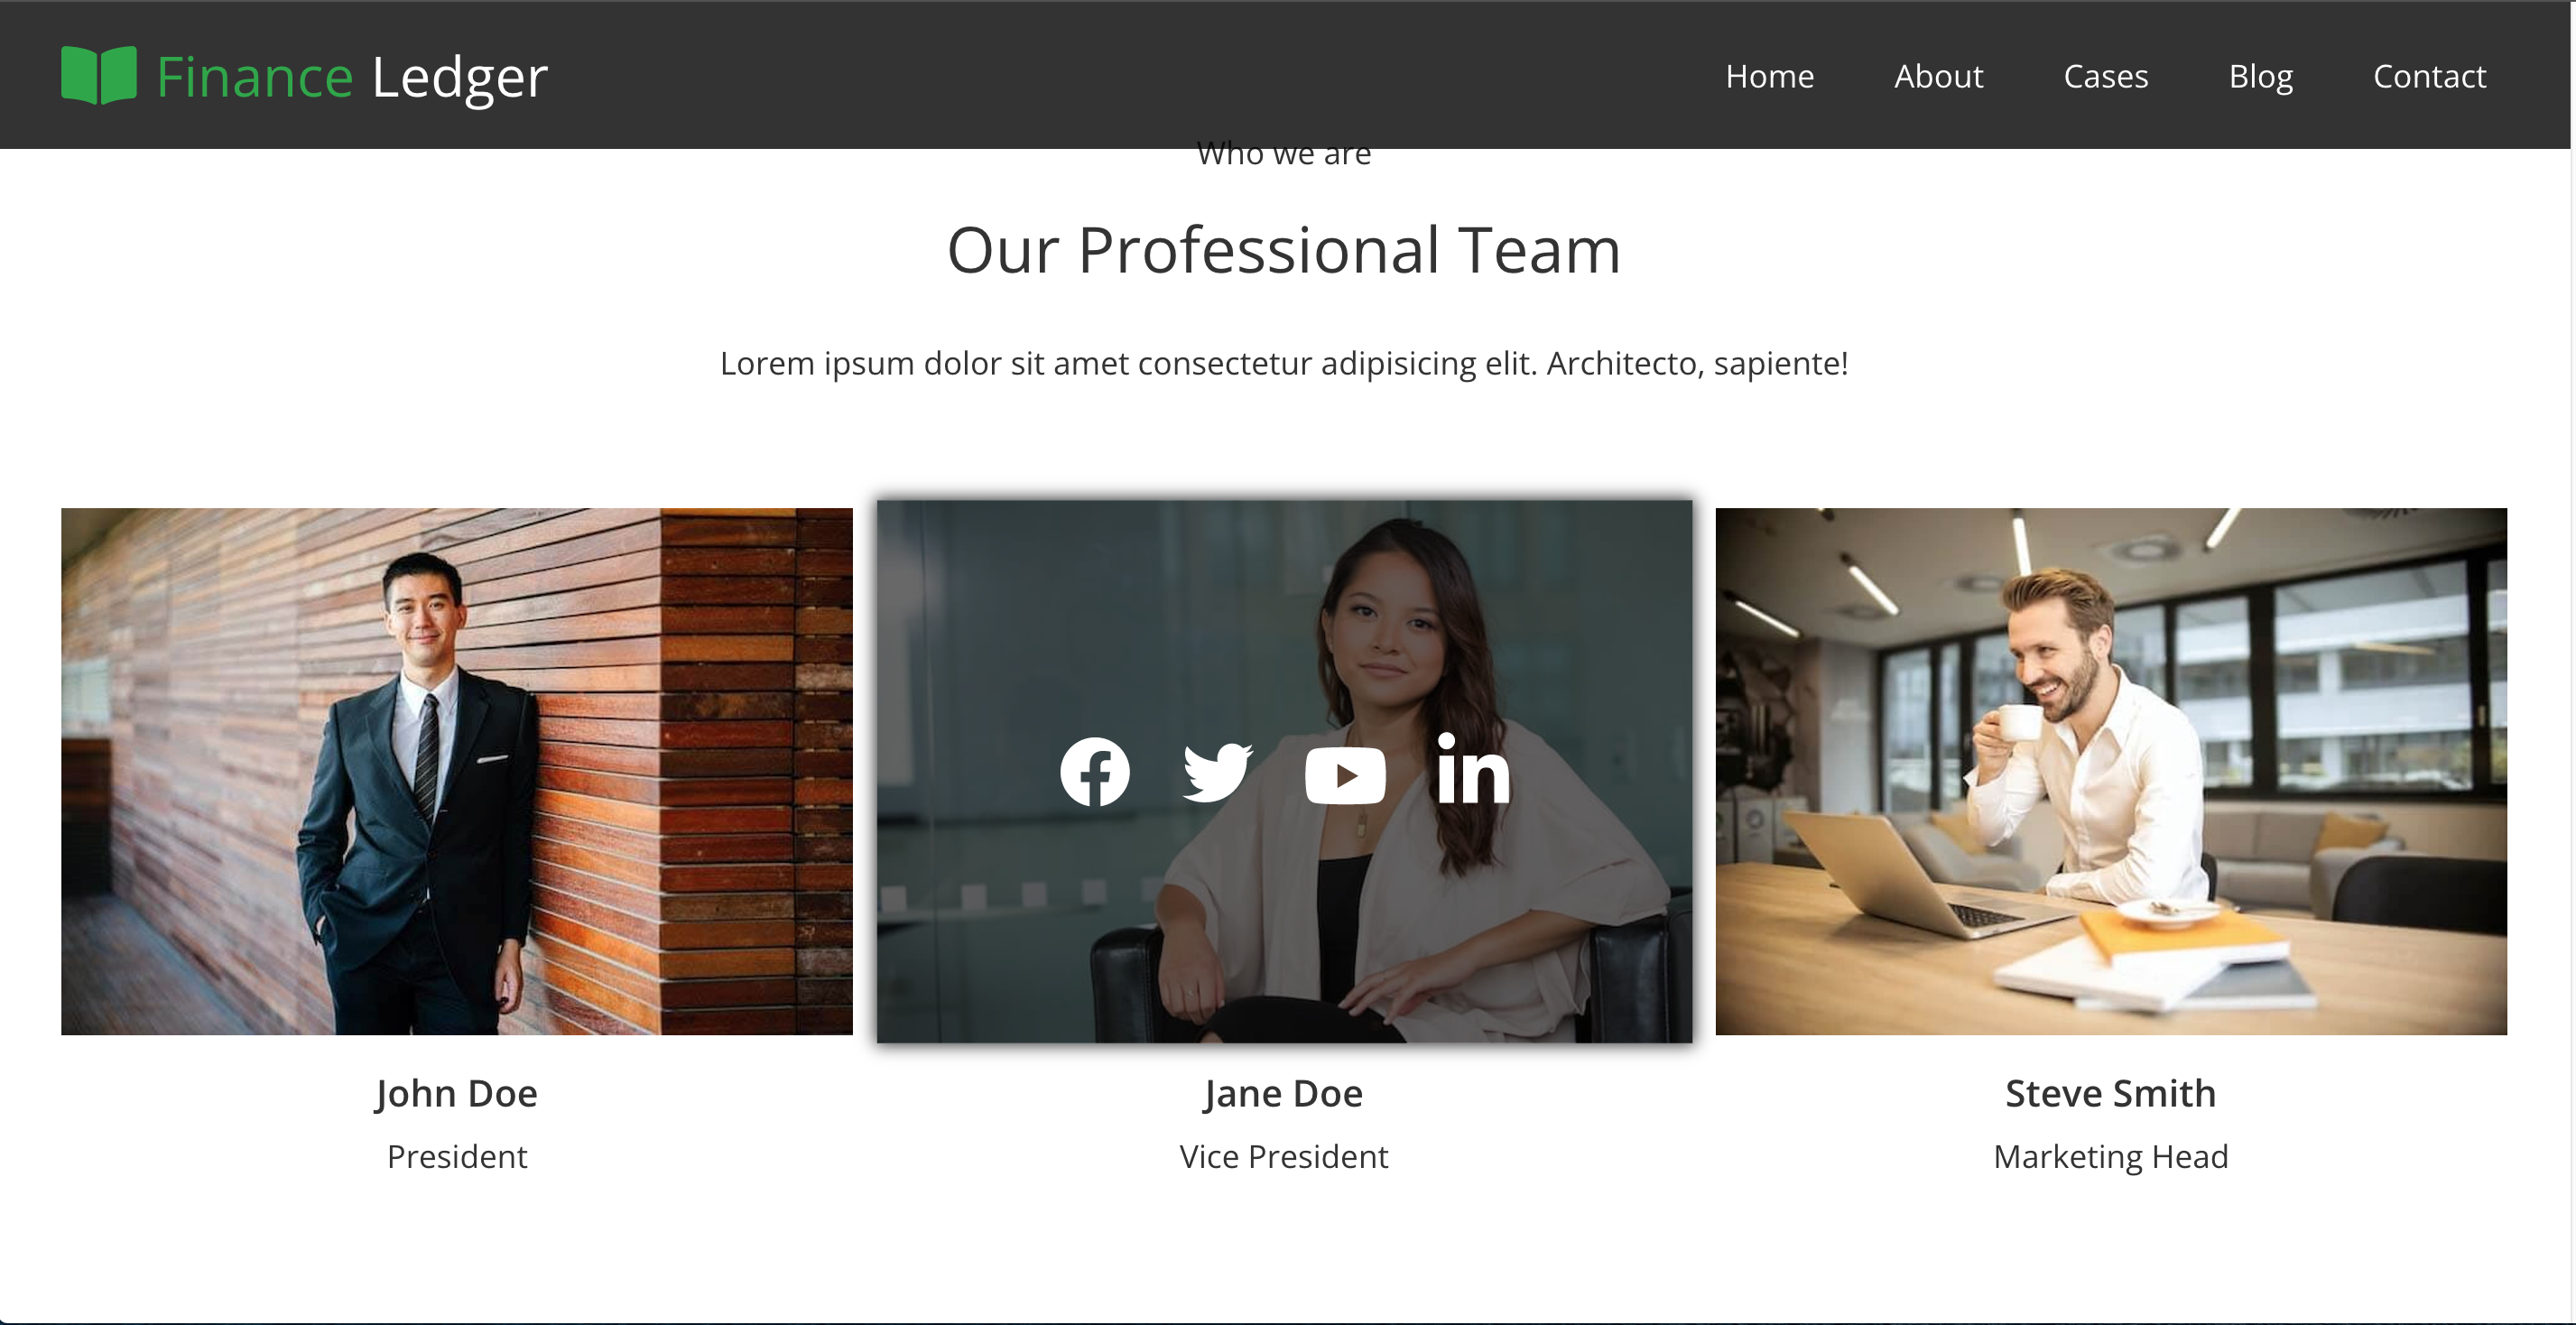 Finance Ledger
Home About Cases Blog Contact
Who we are
Our Professional Team
Lorem ipsum dolor sit amet consectetur adipisicing elit. Architecto, sapiente!
John Doe
President
Jane Doe
Vice President
Steve Smith
Marketing Head